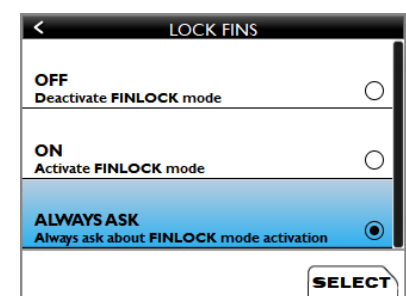 LOCK FINS
OFF
Deactivate FINLOCK mode
ON
Activate FINLOCK mode
ALWAYS ASK
Always ask about FINLOCK mode activation
SELECT